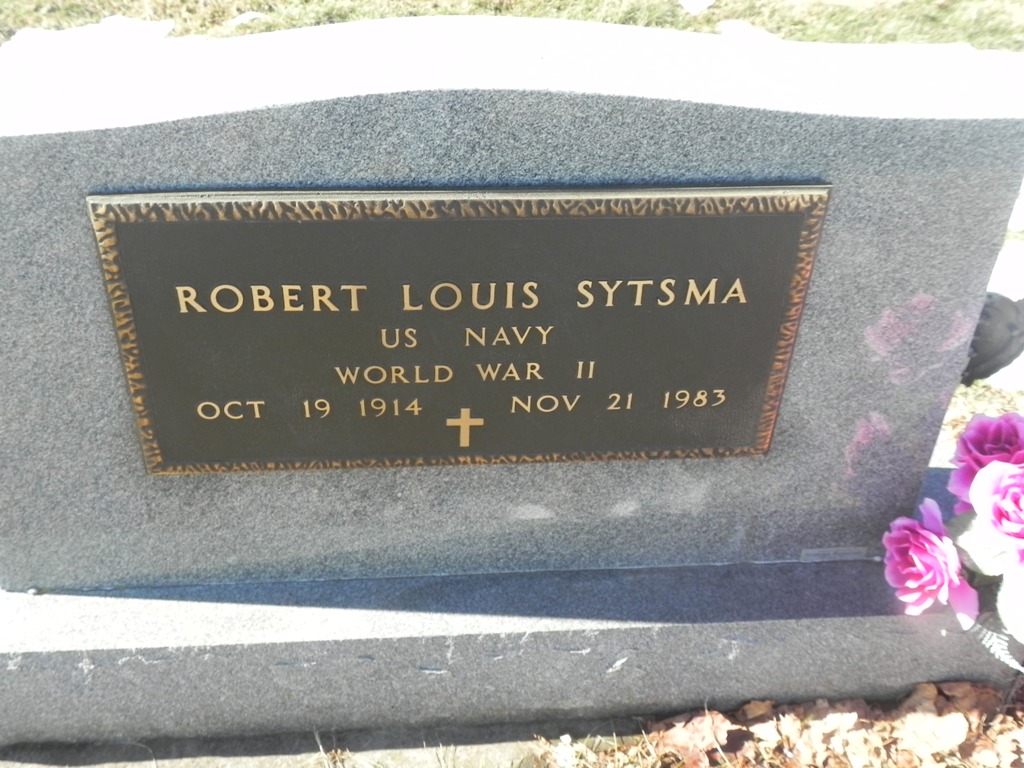 ROBERT LOUIS SYTSMA
US NAVY
WORLD WAR II
OCT 19 1914 NOV 21 1983